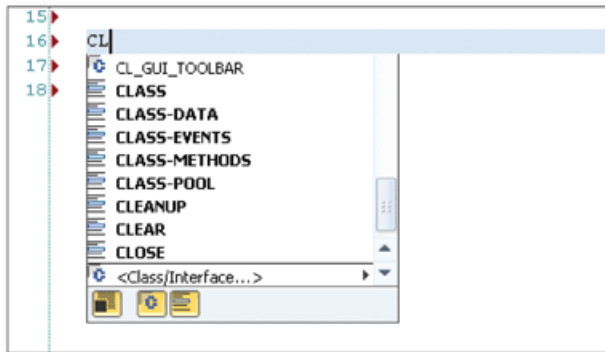 15
16 CL
17 CL_GUI_TOOLBAR
18 CLASS
CLASS-DATA
CLASS-EVENTS
CLASS-METHODS
CLASS-POOL
CLEANUP
CLEAR
CLOSE
<Class/Interface...>